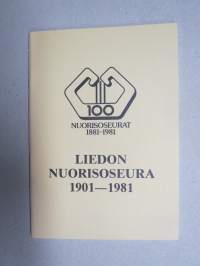 100
NUORISOSEURAT
1881-1981
LIEDON
NUORISOSEURA
1901—1981